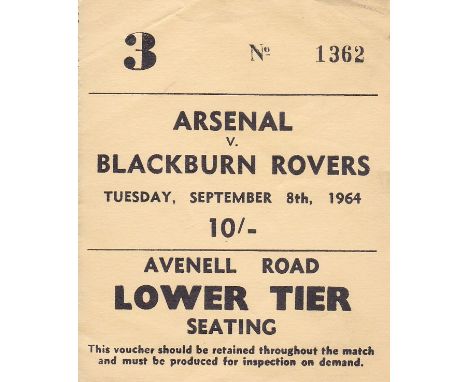 3 No 1362
ARSENAL
V.
BLACKBURN ROVERS
TUESDAY, SEPTEMBER 8th, 1964
10/-
AVENELL ROAD
LOWER TIER
SEATING
This voucher should be retained throughout the match
and must be produced for inspection on demand.